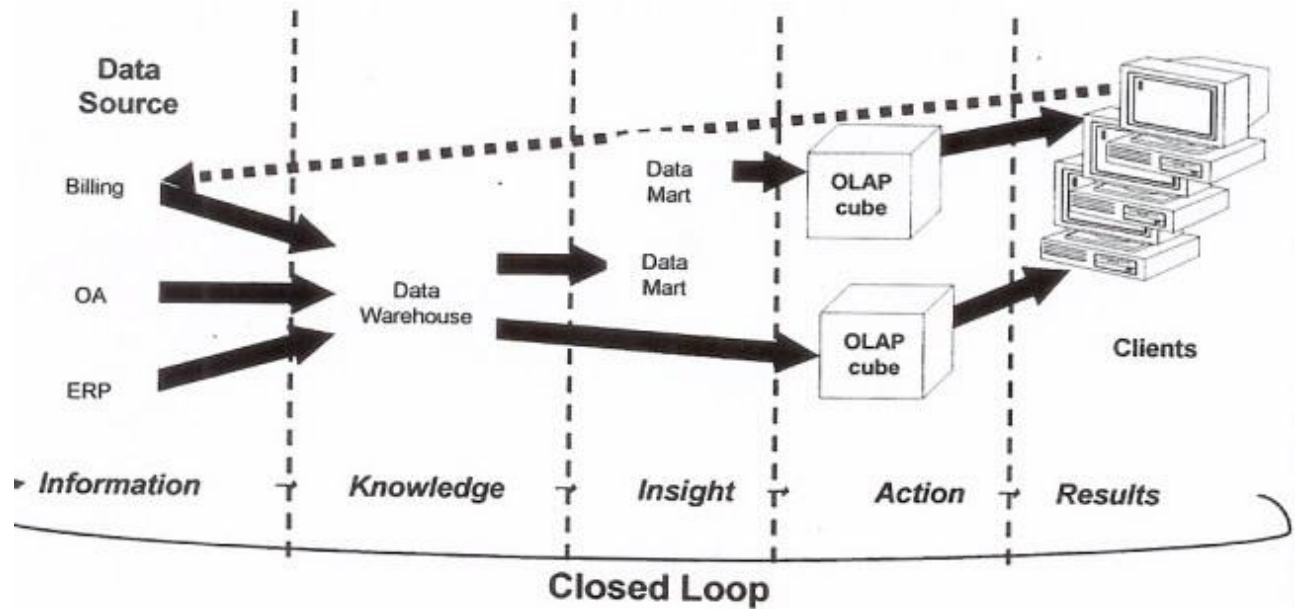 Data
Source
Billing
OA
ERP
Data
Warehouse
Data
Mart
Data
Mart
OLAP
cube
OLAP
cube
Clients
Information
Knowledge
Insight
Action
Results
Closed Loop